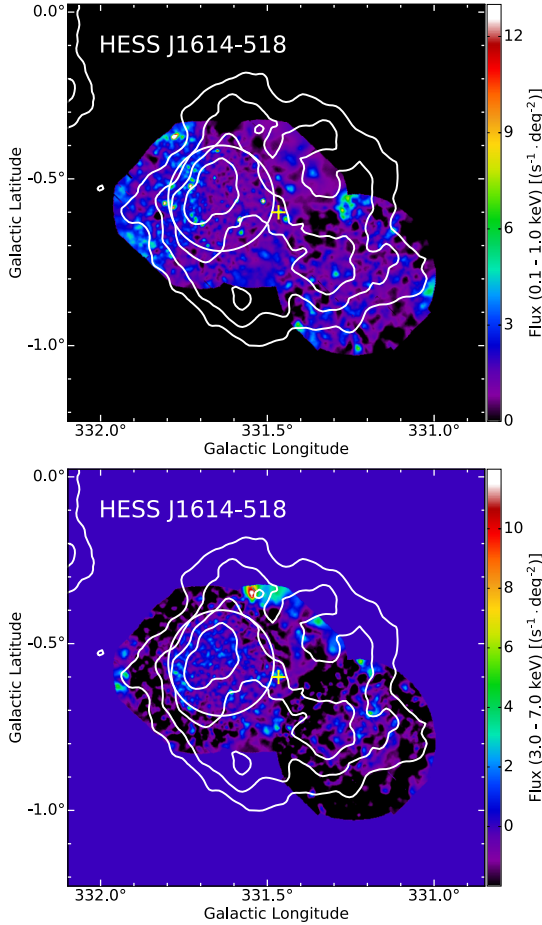 HESS J1614-518
0.0°
-0.5°
-1.0°
Galactic Latitude
332.0°
331.5°
331.0°
Galactic Longitude
12
9
6
3
0
Flux (0.1 - 1.0 keV) [(s⁻¹ · deg⁻²)]
HESS J1614-518
0.0°
-0.5°
-1.0°
Galactic Latitude
332.0°
331.5°
331.0°
Galactic Longitude
10
8
6
4
2
0
Flux (3.0 - 7.0 keV) [(s⁻¹ · deg⁻²)]